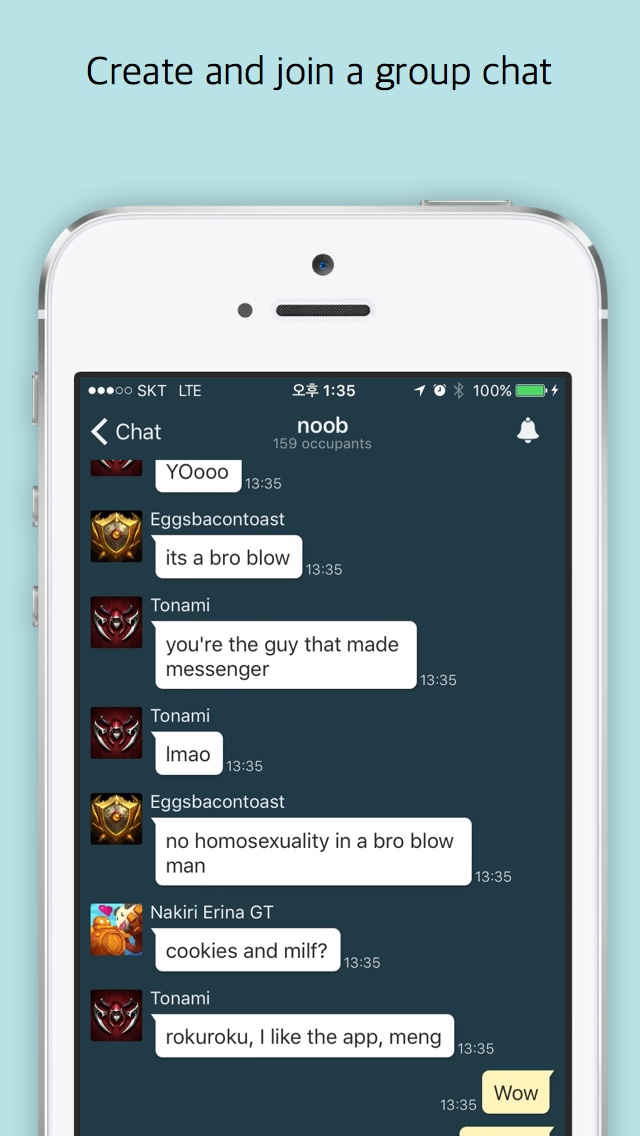 Create and join a group chat
SKT LTE 오후 1:35 100%
Chat
noob
159 occupants
YOooo
13:35
Eggsbacontoast
its a bro blow
13:35
Tonami
you're the guy that made
messenger
13:35
Tonami
lmao
13:35
Eggsbacontoast
no homosexuality in a bro blow
man
13:35
Nakiri Erina GT
cookies and milf?
13:35
Tonami
rokuroku, I like the app, meng
13:35
Wow
13:35